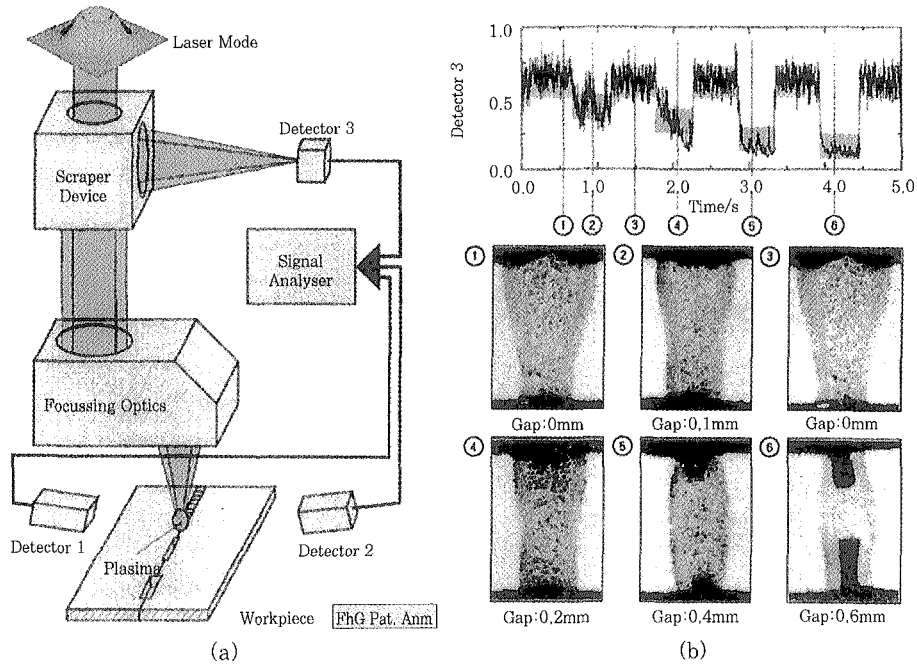 Laser Mode
Scraper
Device
Detector 3
Signal
Analyser
Focussing Optics
Detector 1
Plasima
Detector 2
Workpiece
FhG Pat, Anm
(a)
Detector 3
1.0
0.5
0.0
0.0 1.0 2.0 3.0 4.0 5.0
Time/s
① ② ③ ④ ⑤ ⑥
① ② ③
Gap:0mm Gap:0,1mm Gap:0mm
④ ⑤ ⑥
Gap:0,2mm Gap:0,4mm Gap:0,6mm
(b)